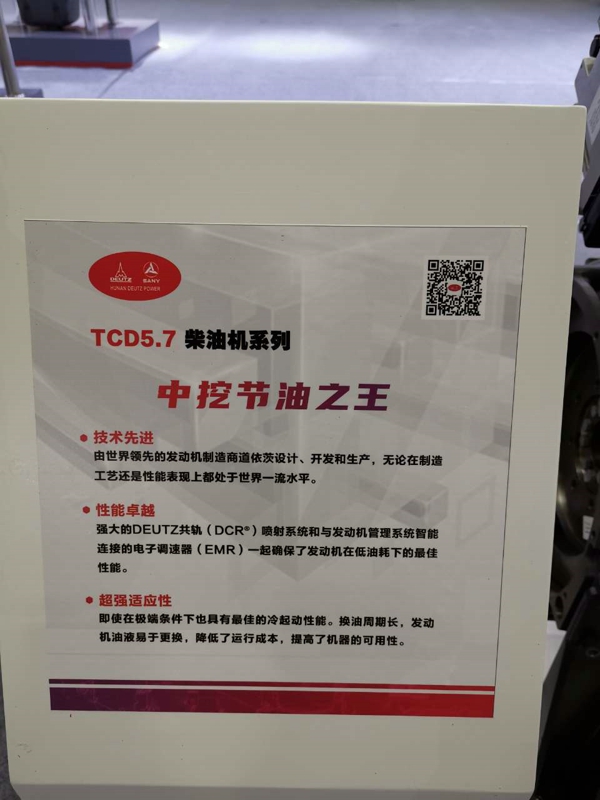 DEUTZ SANY
HUNAN DEUTZ POWER
TCD5.7 柴油机系列
中挖节油之王
技术先进
由世界领先的发动机制造商道依茨设计、开发和生产，无论在制造
工艺还是性能表现上都处于世界一流水平。
性能卓越
强大的DEUTZ共轨（DCR®）喷射系统和与发动机管理系统智能
连接的电子调速器（EMR）一起确保了发动机在低油耗下的最佳
性能。
超强适应性
即使在极端条件下也具有最佳的冷起动性能。换油周期长，发动
机油液易于更换，降低了运行成本，提高了机器的可用性。